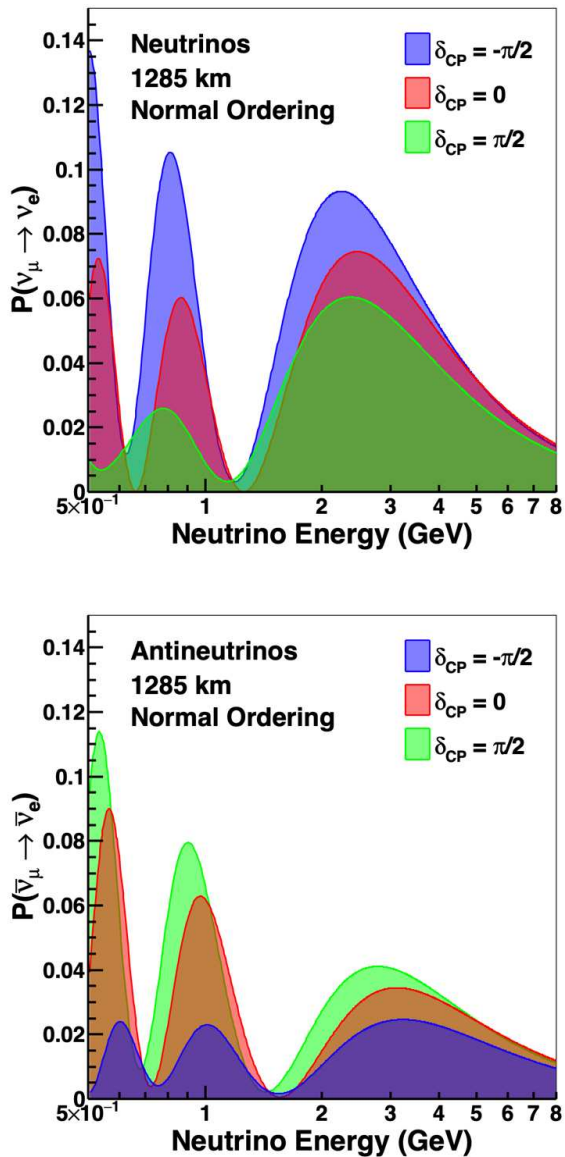 0.14
0.12
0.1
0.08
0.06
0.04
0.02
0
P(νμ → νe)
Neutrinos
1285 km
Normal Ordering
δCP = -π/2
δCP = 0
δCP = π/2
5×10⁻¹ 1 2 3 4 5 6 7 8
Neutrino Energy (GeV)
0.14
0.12
0.1
0.08
0.06
0.04
0.02
0
P(ν̅μ → ν̅e)
Antineutrinos
1285 km
Normal Ordering
δCP = -π/2
δCP = 0
δCP = π/2
5×10⁻¹ 1 2 3 4 5 6 7 8
Neutrino Energy (GeV)